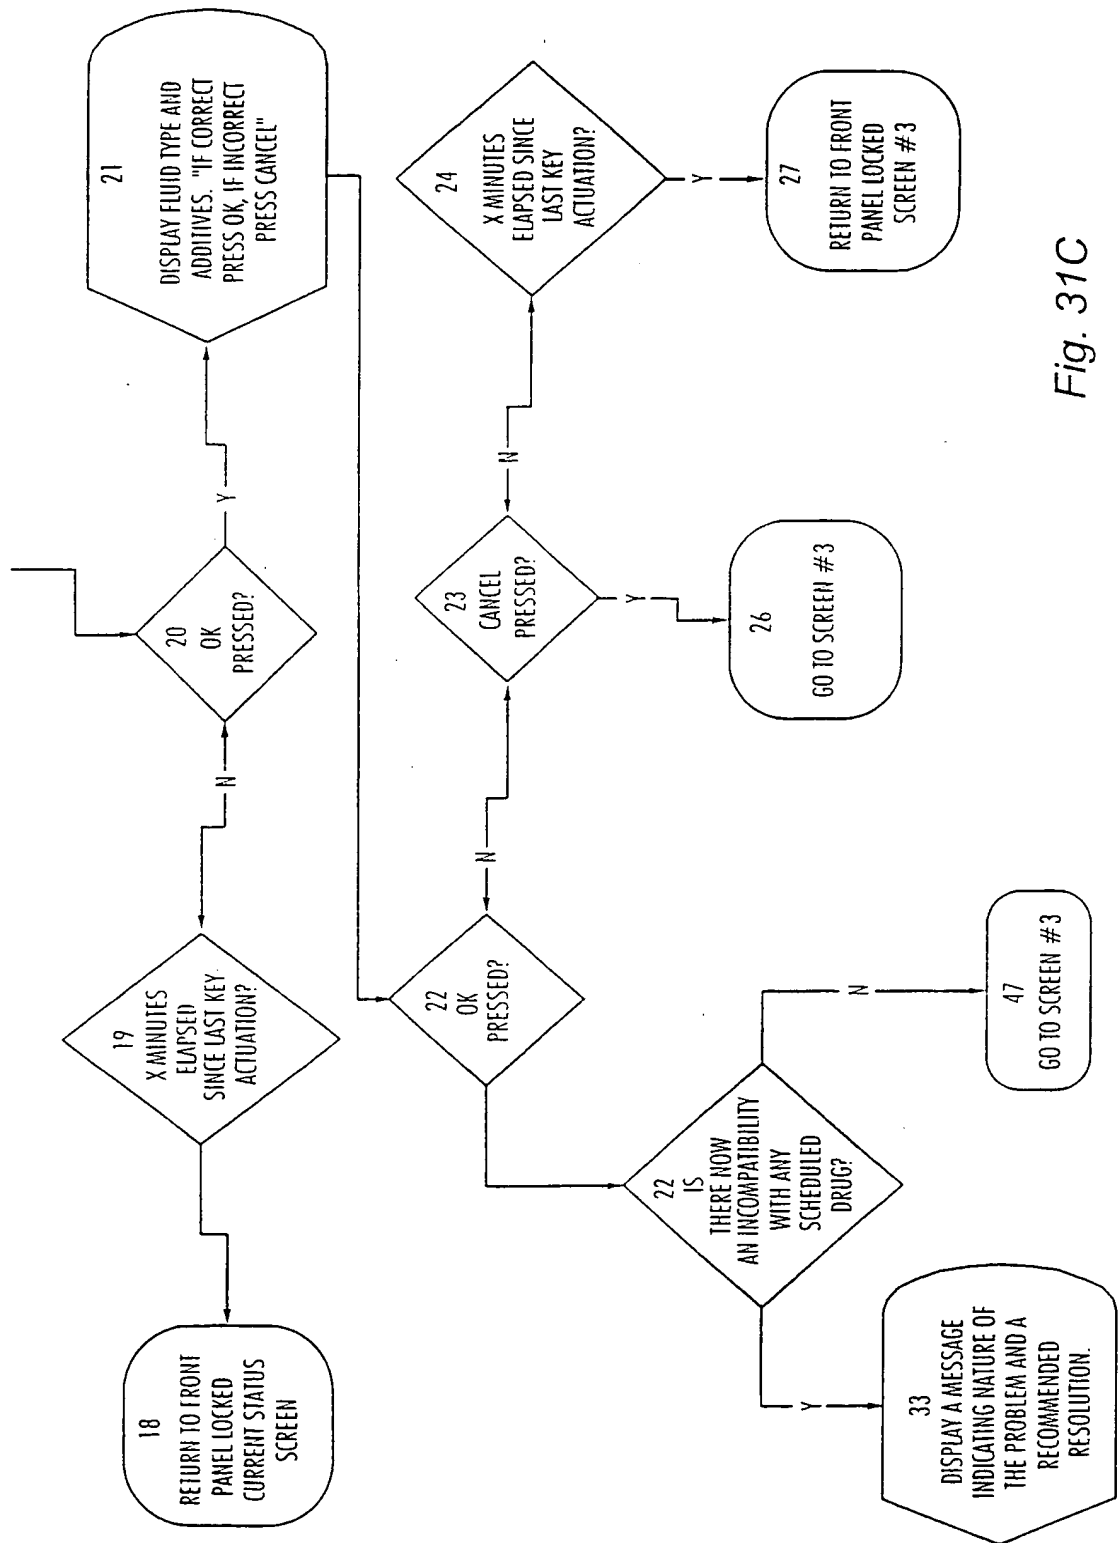 18
RETURN TO FRONT
PANEL LOCKED
CURRENT STATUS
SCREEN
19
X MINUTES
ELAPSED
SINCE LAST KEY
ACTUATION?
N
20
OK
PRESSED?
Y
21
DISPLAY FLUID TYPE AND
ADDITIVES. "IF CORRECT
PRESS OK, IF INCORRECT
PRESS CANCEL"
22
OK
PRESSED?
N
23
CANCEL
PRESSED?
N
24
X MINUTES
ELAPSED SINCE
LAST KEY
ACTUATION?
Y
Y
22
IS
THERE NOW
AN INCOMPATIBILITY
WITH ANY
SCHEDULED
DRUG?
Y
N
33
DISPLAY A MESSAGE
INDICATING NATURE OF
THE PROBLEM AND A
RECOMMENDED
RESOLUTION.
47
GO TO SCREEN #3
26
GO TO SCREEN #3
27
RETURN TO FRONT
PANEL LOCKED
SCREEN #3
Fig. 31C